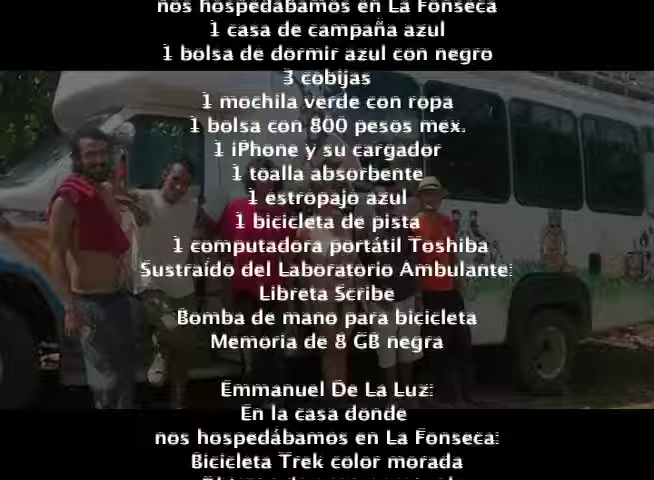 nos hospedábamos en La Fonseca
1 casa de campaña azul
1 bolsa de dormir azul con negro
3 cobijas
1 mochila verde con ropa
1 bolsa con 800 pesos mex.
1 iPhone y su cargador
1 toalla absorbente
1 estropajo azul
1 bicicleta de pista
1 computadora portátil Toshiba
Sustraído del Laboratorio Ambulante:
Libreta Scribe
Bomba de mano para bicicleta
Memoria de 8 GB negra
Emmanuel De La Luz:
En la casa donde
nos hospedábamos en La Fonseca:
Bicicleta Trek color morada